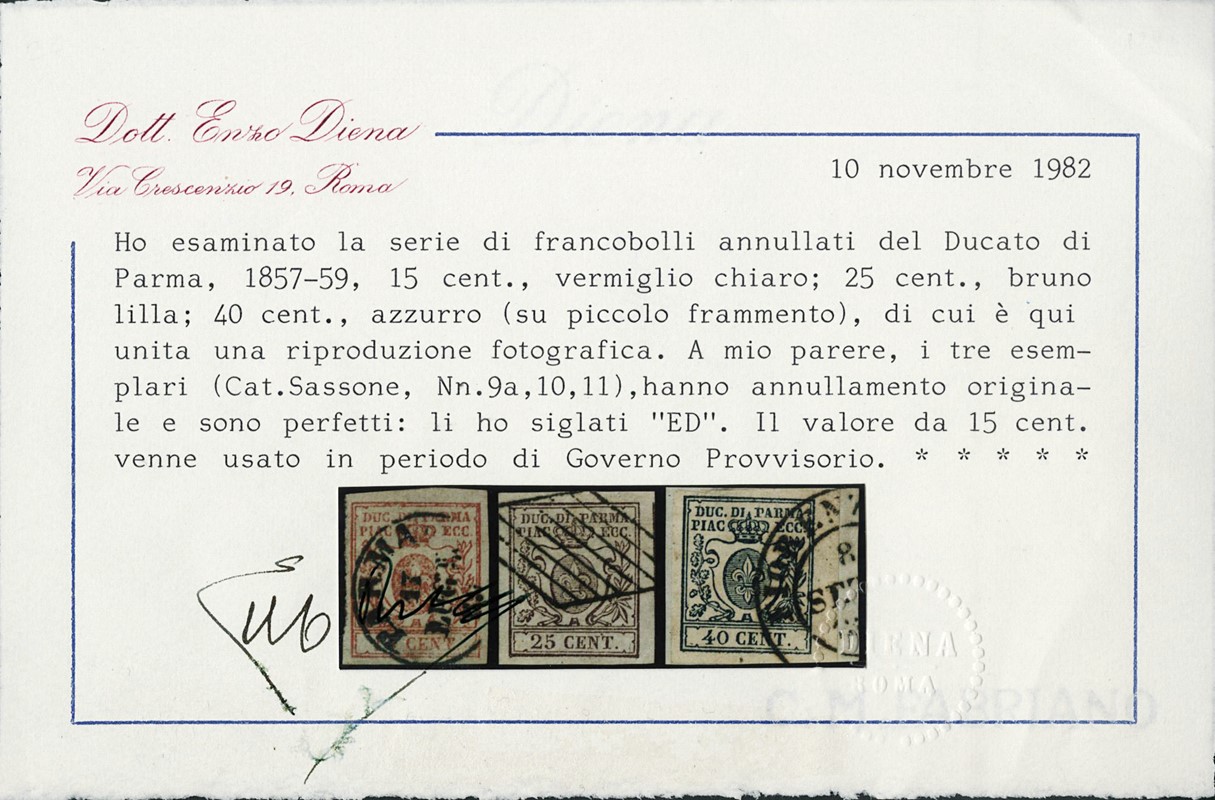 Dott. Enzo Diena
Via Crescenzio 19, Roma
10 novembre 1982
Ho esaminato la serie di francobolli annullati del Ducato di
Parma, 1857-59, 15 cent., vermiglio chiaro; 25 cent., bruno
lilla; 40 cent., azzurro (su piccolo frammento), di cui è qui
unita una riproduzione fotografica. A mio parere, i tre esem-
plari (Cat.Sassone, Nn.9a,10,11),hanno annullamento origina-
le e sono perfetti: li ho siglati "ED". Il valore da 15 cent.
venne usato in periodo di Governo Provvisorio. * * * * *
DUC. DI PARMA
PIAC ECC.
PARMA
CENT.
DUC. DI PARMA
PIAC ECC.
25 CENT.
DUC. DI PARMA
PIAC ECC.
40 CENT.
8
SET
DIENA
ROMA
C.M. FABRIANO